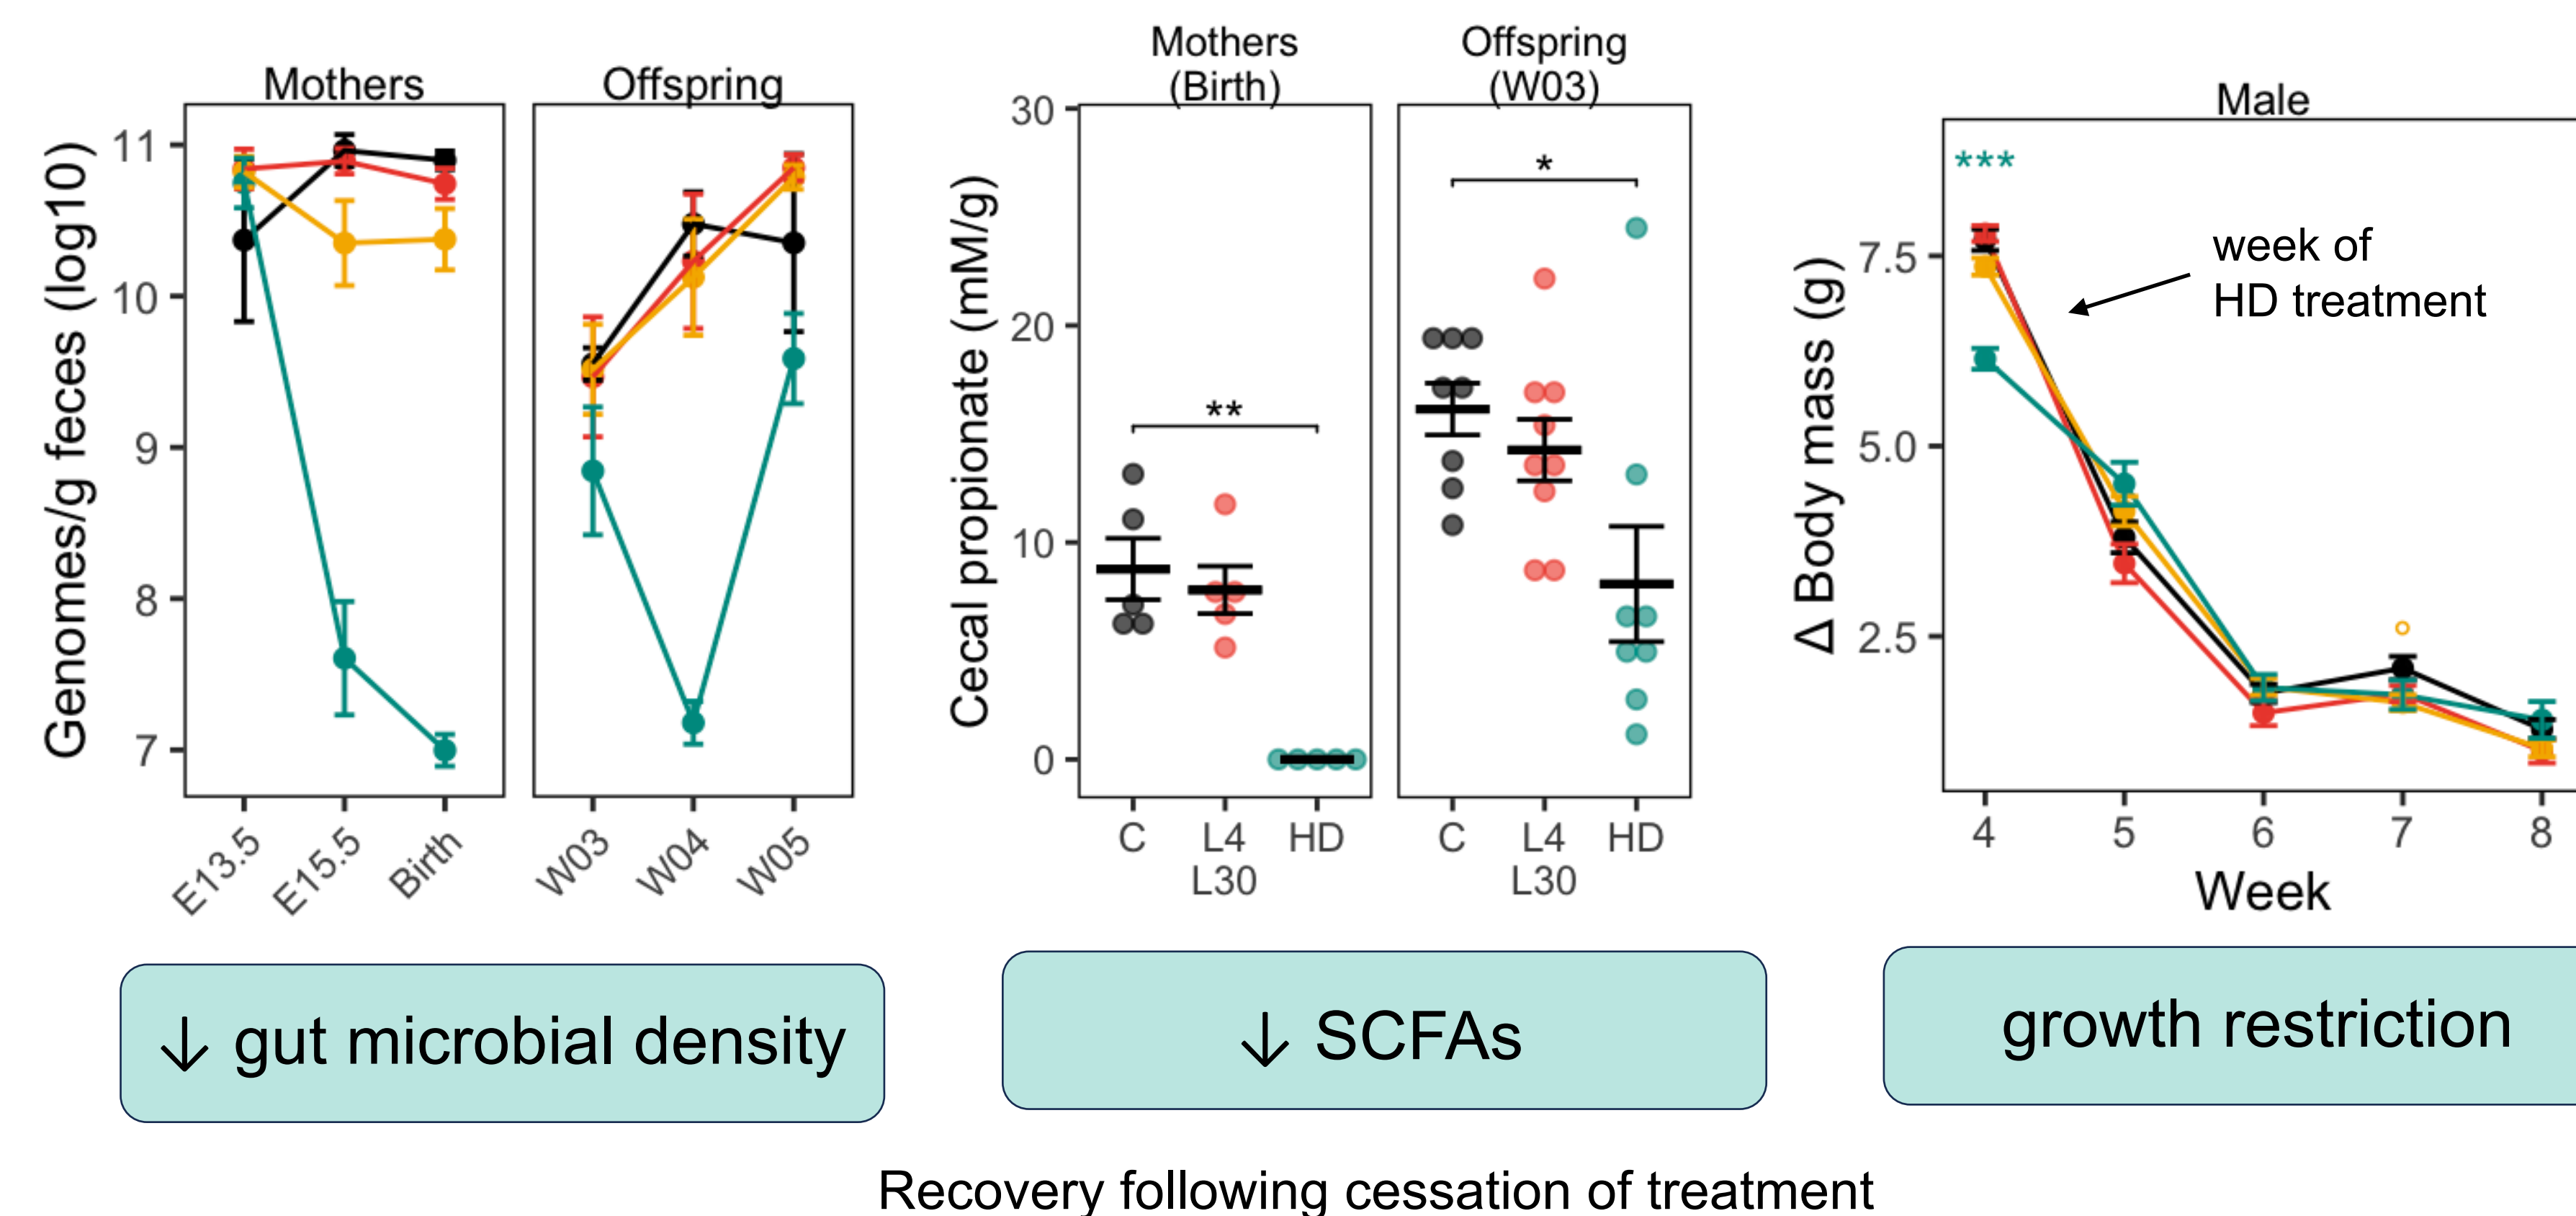 Mothers
Offspring
Genomes/g feces (log10)
11
10
9
8
7
E13.5
E15.5
Birth
W03
W04
W05
Mothers
(Birth)
Offspring
(W03)
Cecal propionate (mM/g)
30
20
10
0
**
*
C
L4
L30
HD
C
L4
L30
HD
Male
***
week of
HD treatment
Δ Body mass (g)
7.5
5.0
2.5
4
5
6
7
8
Week
↓ gut microbial density
↓ SCFAs
growth restriction
Recovery following cessation of treatment